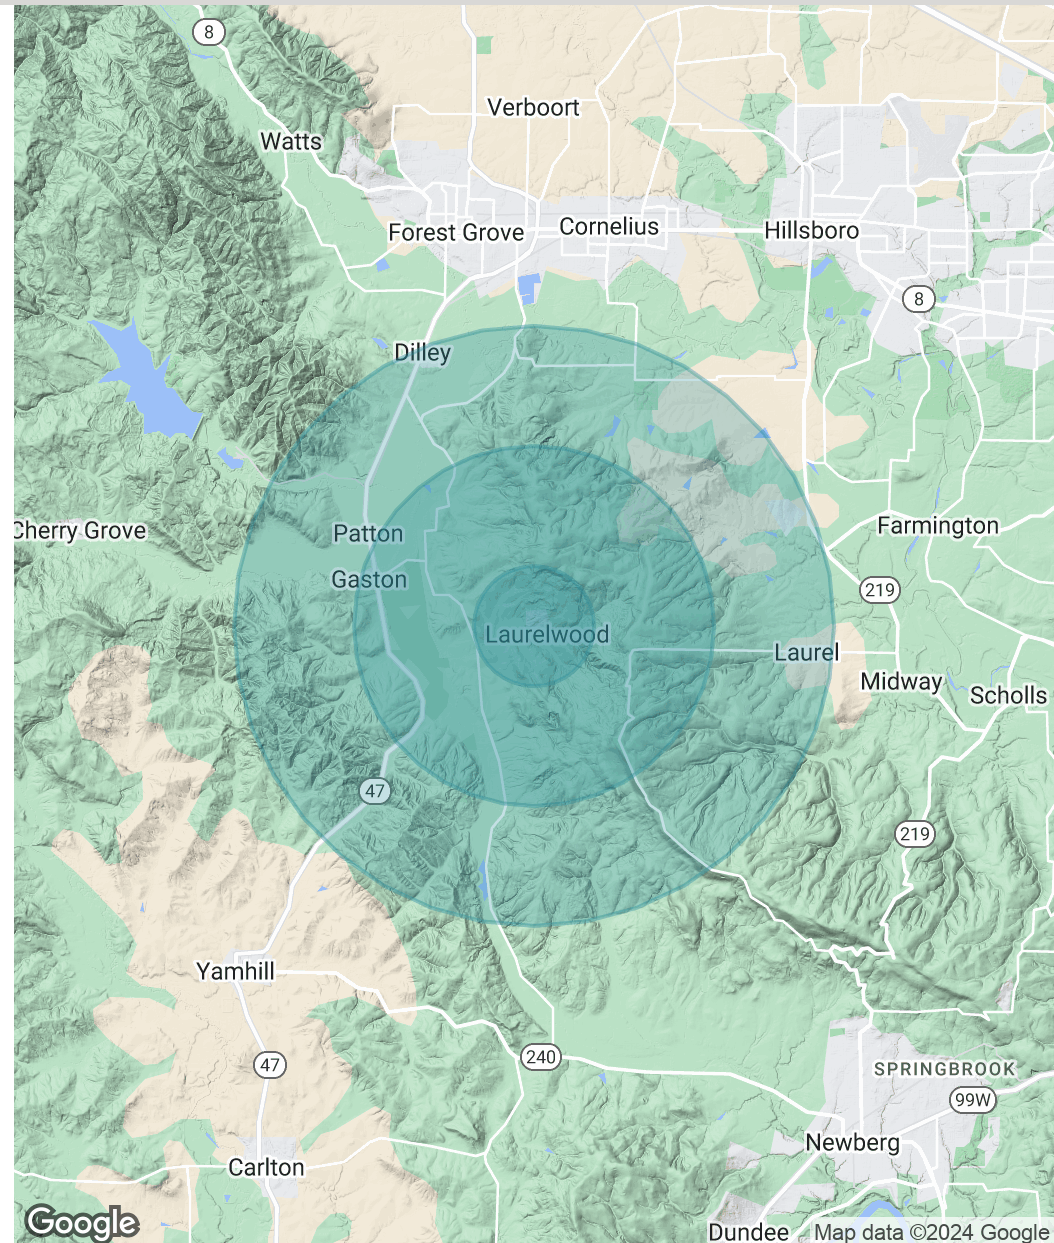 8
Verboort
Watts
Cornelius
Forest Grove
Hillsboro
8
Dilley
Cherry Grove
Patton
Farmington
Gaston
219
Laurelwood
Laurel
Midway
Scholls
47
219
Yamhill
240
47
SPRINGBROOK
99W
Newberg
Carlton
Google
Dundee
Map data ©2024 Google